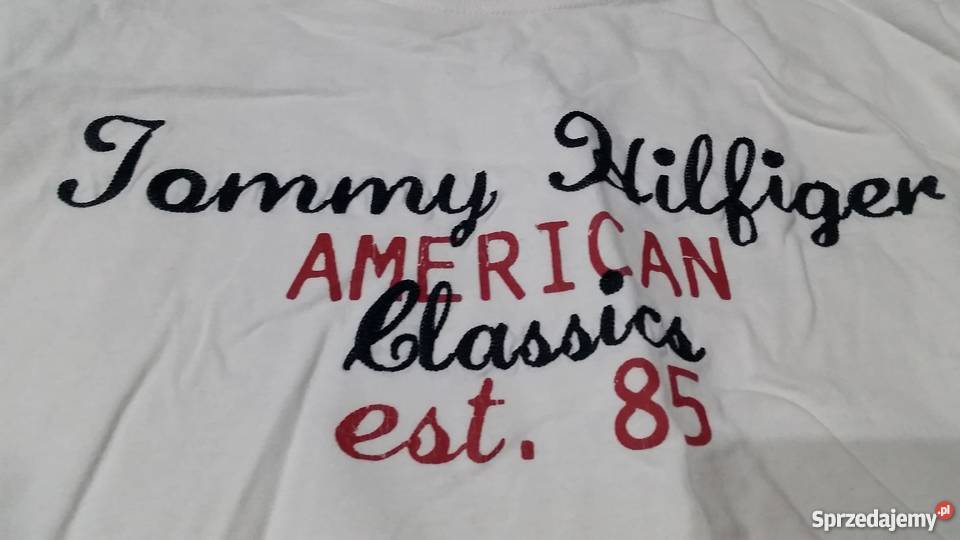 Tommy Hilfiger
AMERICAN
Classics
est. 85
Sprzedajemy.pl